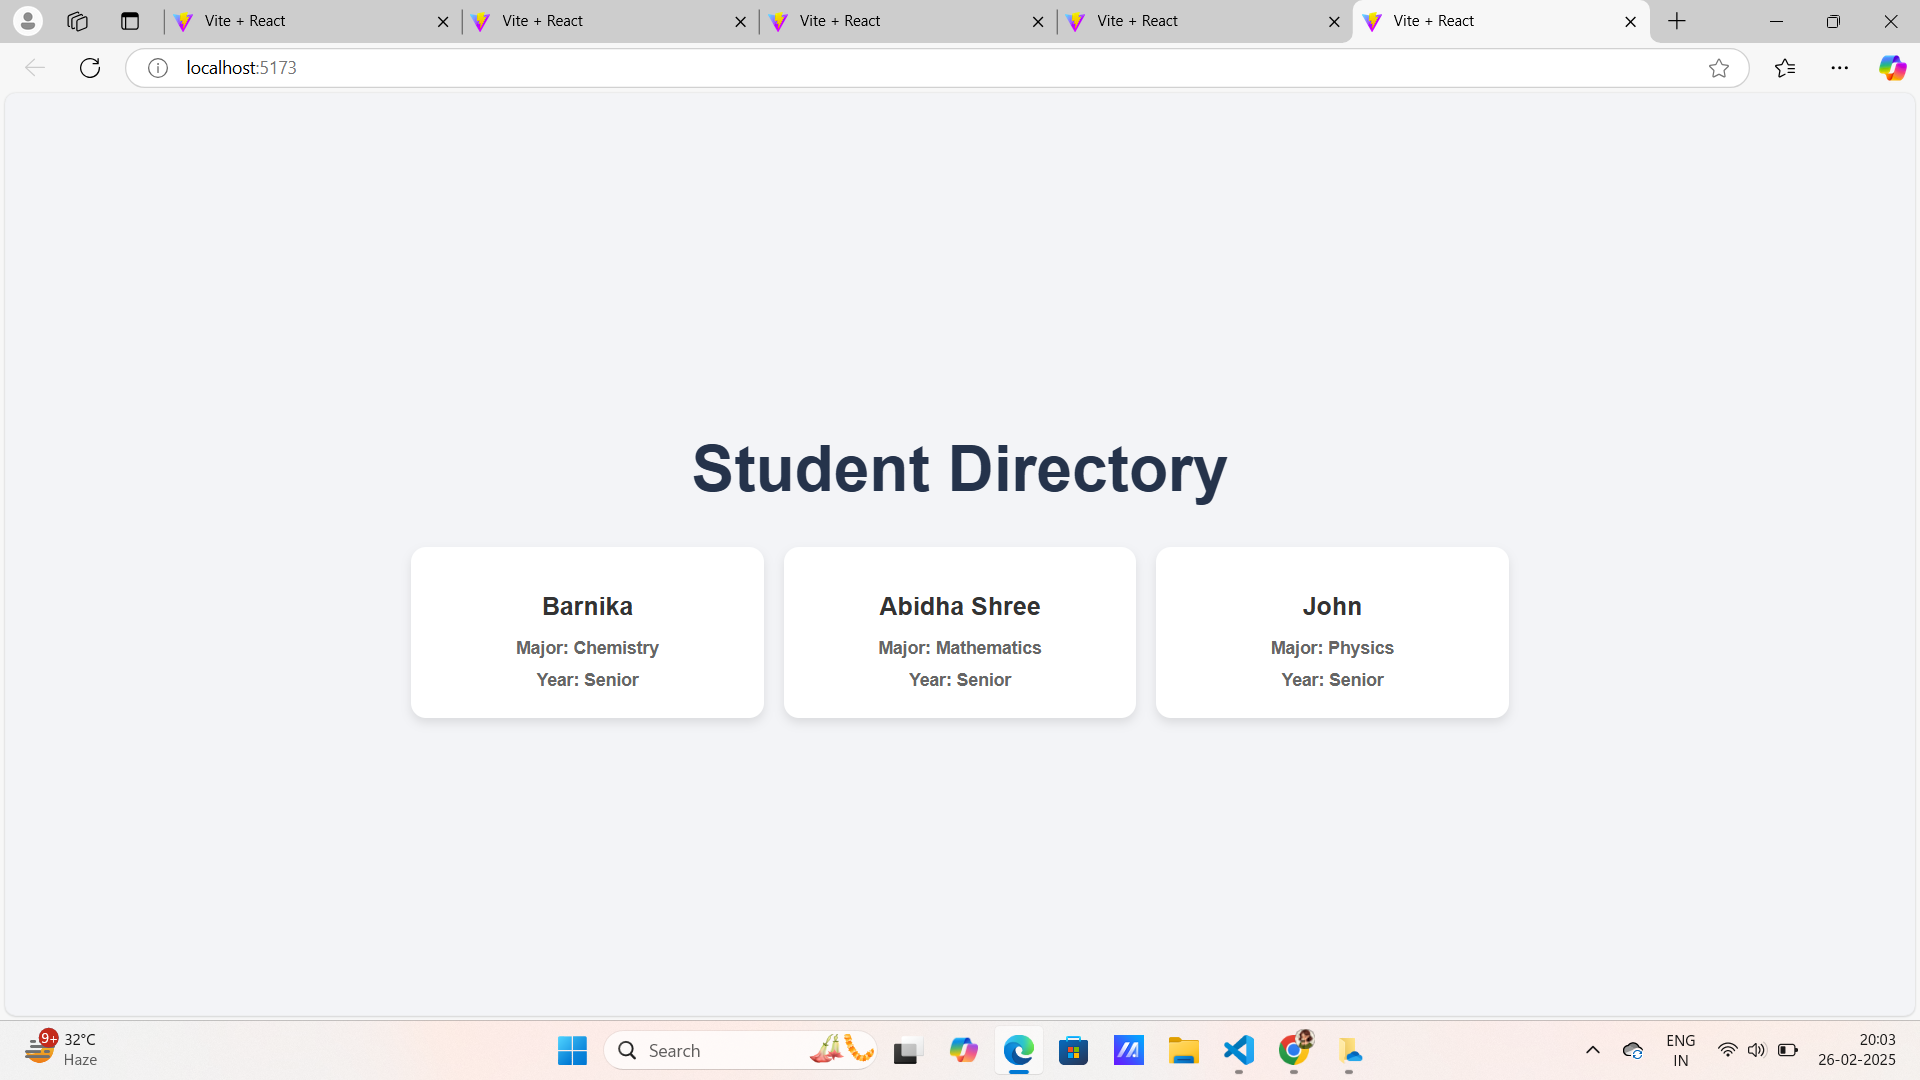 Vite + React
Vite + React
Vite + React
Vite + React
Vite + React
localhost:5173
Student Directory
Barnika
Major: Chemistry
Year: Senior
Abidha Shree
Major: Mathematics
Year: Senior
John
Major: Physics
Year: Senior
9+
32°C
Haze
Search
ENG
IN
20:03
26-02-2025